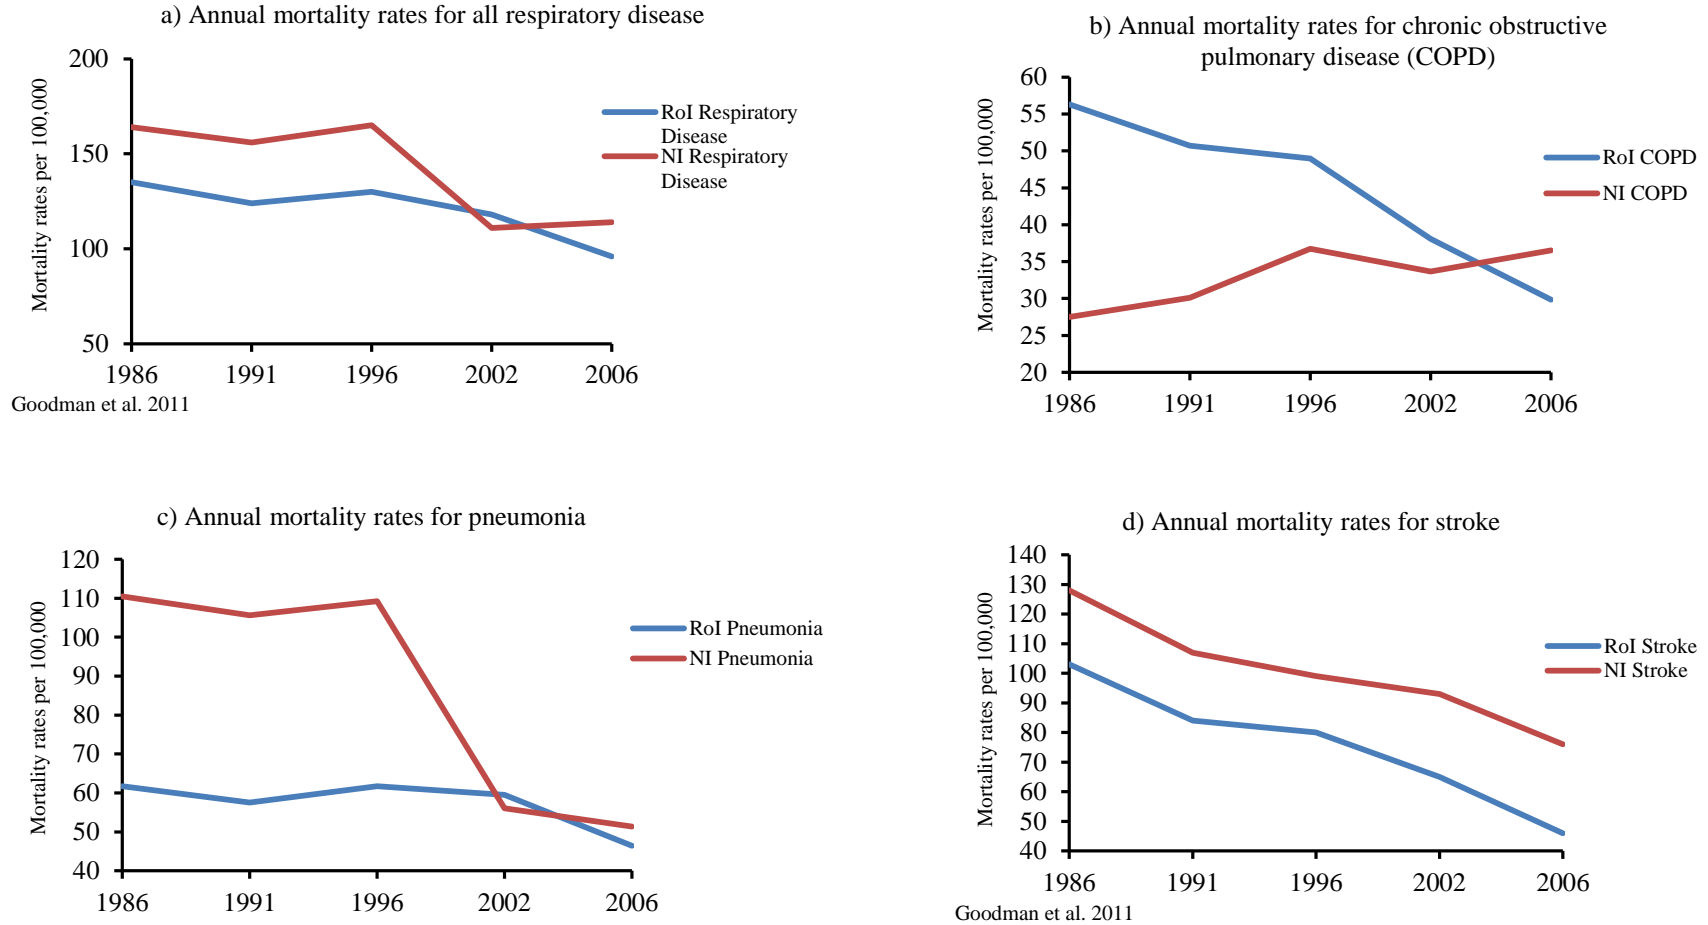 a) Annual mortality rates for all respiratory disease
Mortality rates per 100,000
200
150
100
50
1986 1991 1996 2002 2006
RoI Respiratory
Disease
NI Respiratory
Disease
Goodman et al. 2011
b) Annual mortality rates for chronic obstructive
pulmonary disease (COPD)
Mortality rates per 100,000
60
55
50
45
40
35
30
25
20
1986 1991 1996 2002 2006
RoI COPD
NI COPD
c) Annual mortality rates for pneumonia
Mortality rates per 100,000
120
110
100
90
80
70
60
50
40
1986 1991 1996 2002 2006
RoI Pneumonia
NI Pneumonia
d) Annual mortality rates for stroke
Mortality rates per 100,000
140
130
120
110
100
90
80
70
60
50
40
1986 1991 1996 2002 2006
RoI Stroke
NI Stroke
Goodman et al. 2011